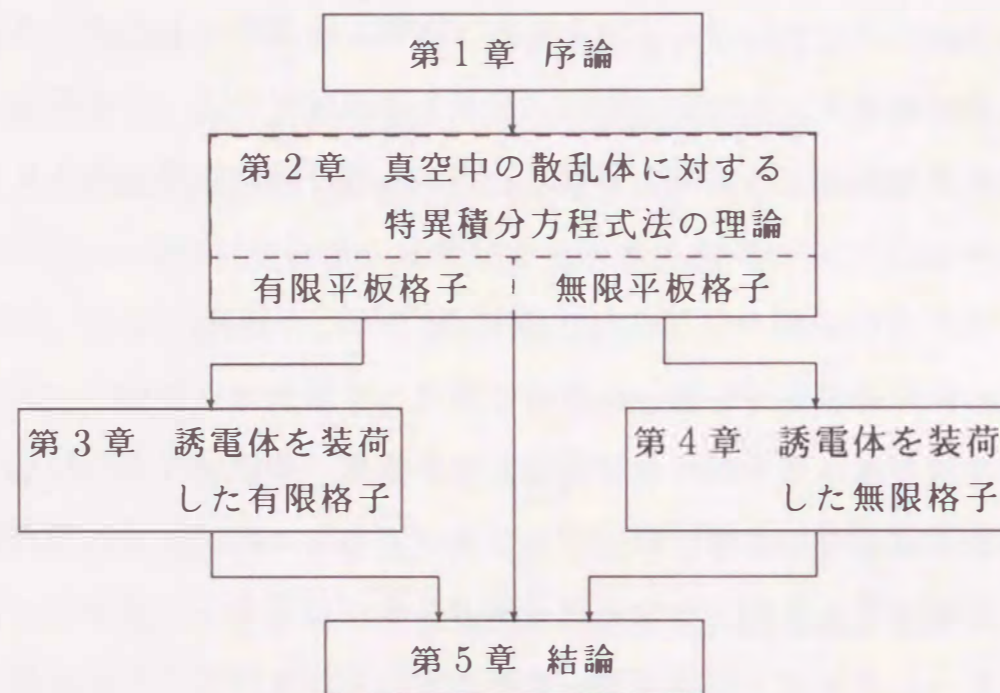 第1章 序論
第2章 真空中の散乱体に対する
特異積分方程式法の理論
有限平板格子 無限平板格子
第3章 誘電体を装荷
した有限格子
第4章 誘電体を装荷
した無限格子
第5章 結論